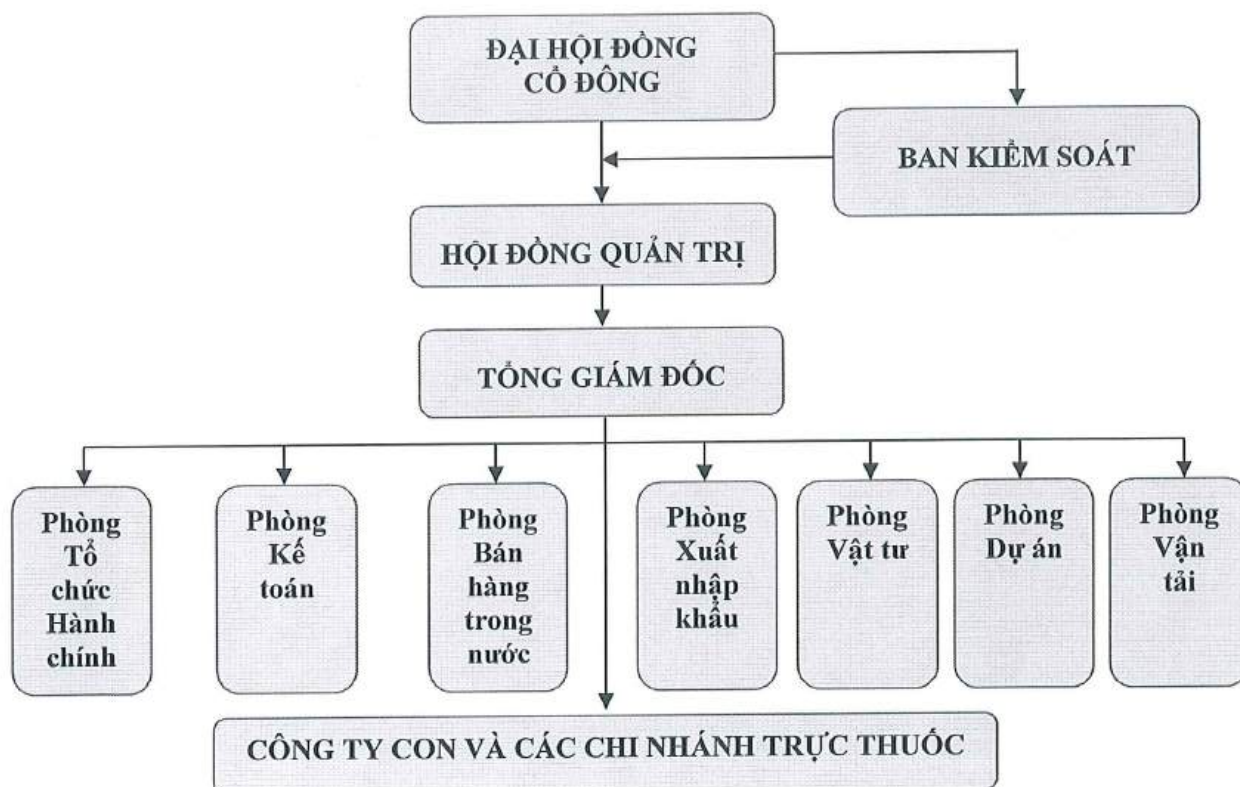 ĐẠI HỘI ĐỒNG
CỔ ĐÔNG
BAN KIỂM SOÁT
HỘI ĐỒNG QUẢN TRỊ
TỔNG GIÁM ĐỐC
Phòng
Tổ
chức
Hành
chính
Phòng
Kế
toán
Phòng
Bán
hàng
trong
nước
Phòng
Xuất
nhập
khẩu
Phòng
Vật tư
Phòng
Dự án
Phòng
Vận
tải
CÔNG TY CON VÀ CÁC CHI NHÁNH TRỰC THUỘC